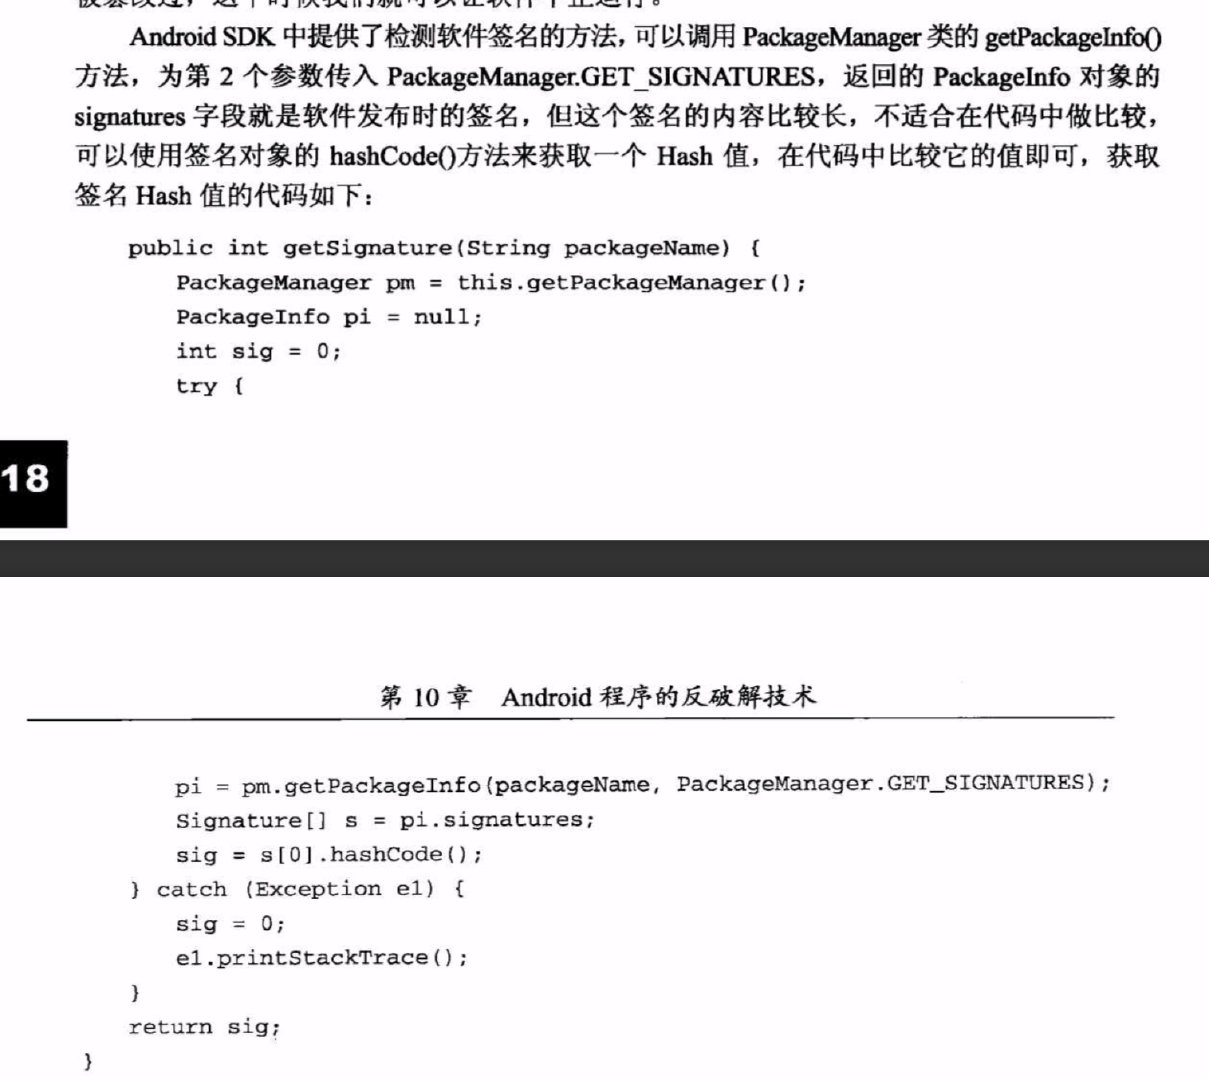 Android SDK 中提供了检测软件签名的方法，可以调用 PackageManager 类的 getPackageInfo()
方法，为第 2 个参数传入 PackageManager.GET_SIGNATURES，返回的 PackageInfo 对象的
signatures 字段就是软件发布时的签名，但这个签名的内容比较长，不适合在代码中做比较，
可以使用签名对象的 hashCode()方法来获取一个 Hash 值，在代码中比较它的值即可，获取
签名 Hash 值的代码如下：
public int getSignature(String packageName) {
PackageManager pm = this.getPackageManager();
PackageInfo pi = null;
int sig = 0;
try {
18
第 10 章 Android 程序的反破解技术
pi = pm.getPackageInfo(packageName, PackageManager.GET_SIGNATURES);
Signature[] s = pi.signatures;
sig = s[0].hashCode();
} catch (Exception e1) {
sig = 0;
e1.printStackTrace();
}
return sig;
}